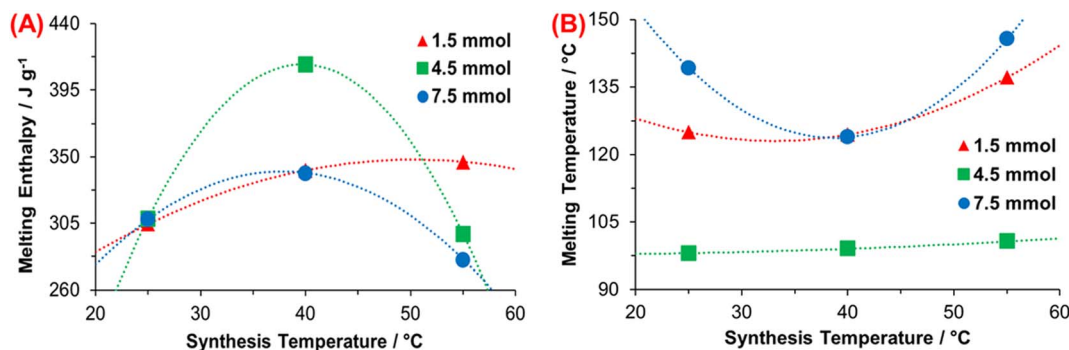 (A)
440
395
350
305
260
Melting Enthalpy / J g⁻¹
1.5 mmol
4.5 mmol
7.5 mmol
20 30 40 50 60
Synthesis Temperature / °C
(B)
150
135
120
105
90
Melting Temperature / °C
1.5 mmol
4.5 mmol
7.5 mmol
20 30 40 50 60
Synthesis Temperature / °C